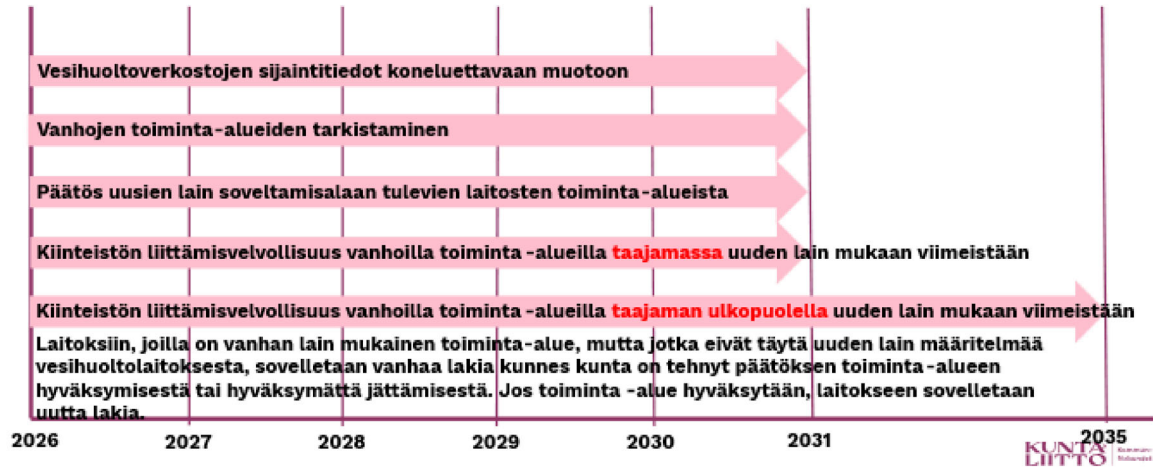 Vesihuoltoverkostojen sijaintitiedot koneluettavaan muotoon
Vanhojen toiminta-alueiden tarkistaminen
Päätös uusien lain soveltamisalaan tulevien laitosten toiminta-alueista
Kiinteistön liittämisvelvollisuus vanhoilla toiminta-alueilla taajamassa uuden lain mukaan viimeistään
Kiinteistön liittämisvelvollisuus vanhoilla toiminta-alueilla taajaman ulkopuolella uuden lain mukaan viimeistään
Laitoksiin, joilla on vanhan lain mukainen toiminta-alue, mutta jotka eivät täytä uuden lain määritelmää
vesihuoltolaitoksesta, sovelletaan vanhaa lakia kunnes kunta on tehnyt päätöksen toiminta-alueen
hyväksymisestä tai hyväksymättä jättämisestä. Jos toiminta-alue hyväksytään, laitokseen sovelletaan
uutta lakia.
2026 2027 2028 2029 2030 2031 2035
KUNTA
LIITTO